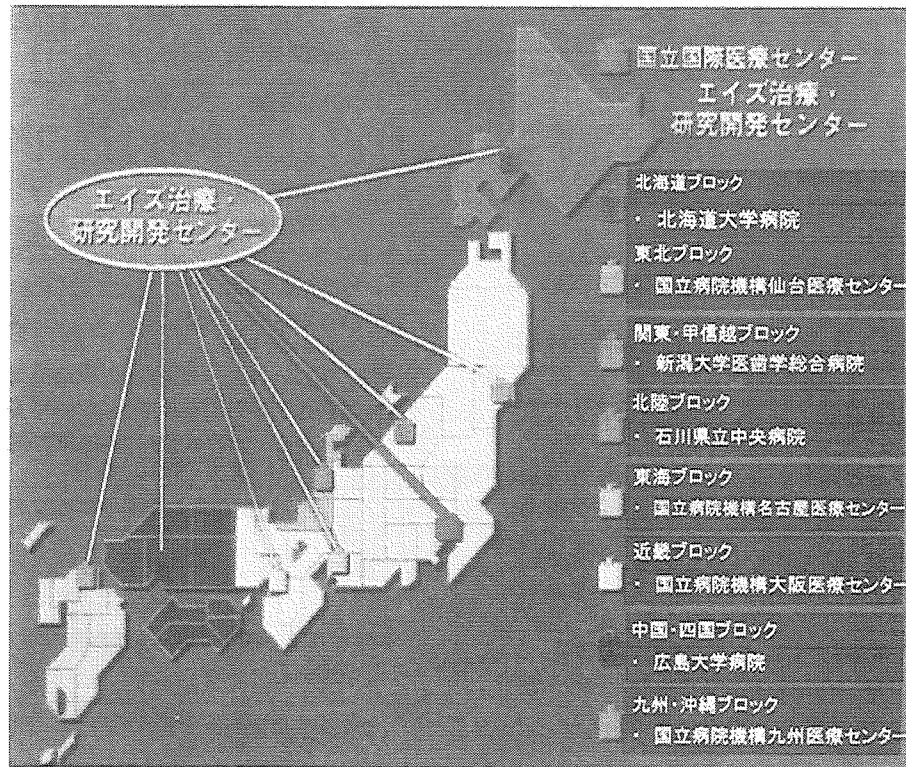 エイズ治療・
研究開発センター
国立国際医療センター
エイズ治療・
研究開発センター
北海道ブロック
・ 北海道大学病院
東北ブロック
・ 国立病院機構仙台医療センター
関東・甲信越ブロック
・ 新潟大学医歯学総合病院
北陸ブロック
・ 石川県立中央病院
東海ブロック
・ 国立病院機構名古屋医療センター
近畿ブロック
・ 国立病院機構大阪医療センター
中国・四国ブロック
・ 広島大学病院
九州・沖縄ブロック
・ 国立病院機構九州医療センター